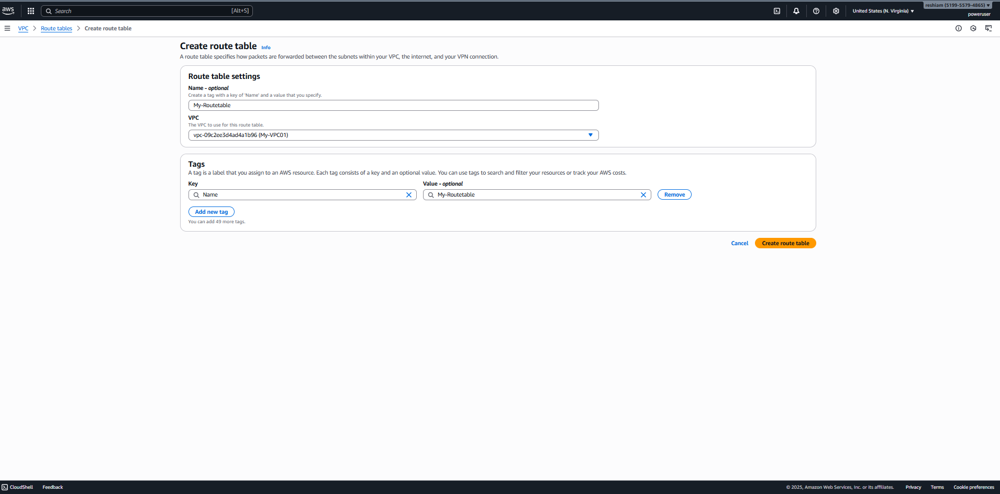 aws
Search [Alt+S]
United States (N. Virginia)
reshiam (5199-5579-4865)
poweruser
VPC
Route tables
Create route table
Create route table Info
A route table specifies how packets are forwarded between the subnets within your VPC, the internet, and your VPN connection.
Route table settings
Name - optional
Create a tag with a key of 'Name' and a value that you specify.
My-Routetable
VPC
The VPC to use for this route table.
vpc-09c2ee3d4ad4a1b96 (My-VPC01)
Tags
A tag is a label that you assign to an AWS resource. Each tag consists of a key and an optional value. You can use tags to search and filter your resources or track your AWS costs.
Key
Value - optional
Name
My-Routetable
Remove
Add new tag
You can add 49 more tags.
Cancel
Create route table
CloudShell
Feedback
© 2025, Amazon Web Services, Inc. or its affiliates.
Privacy
Terms
Cookie preferences